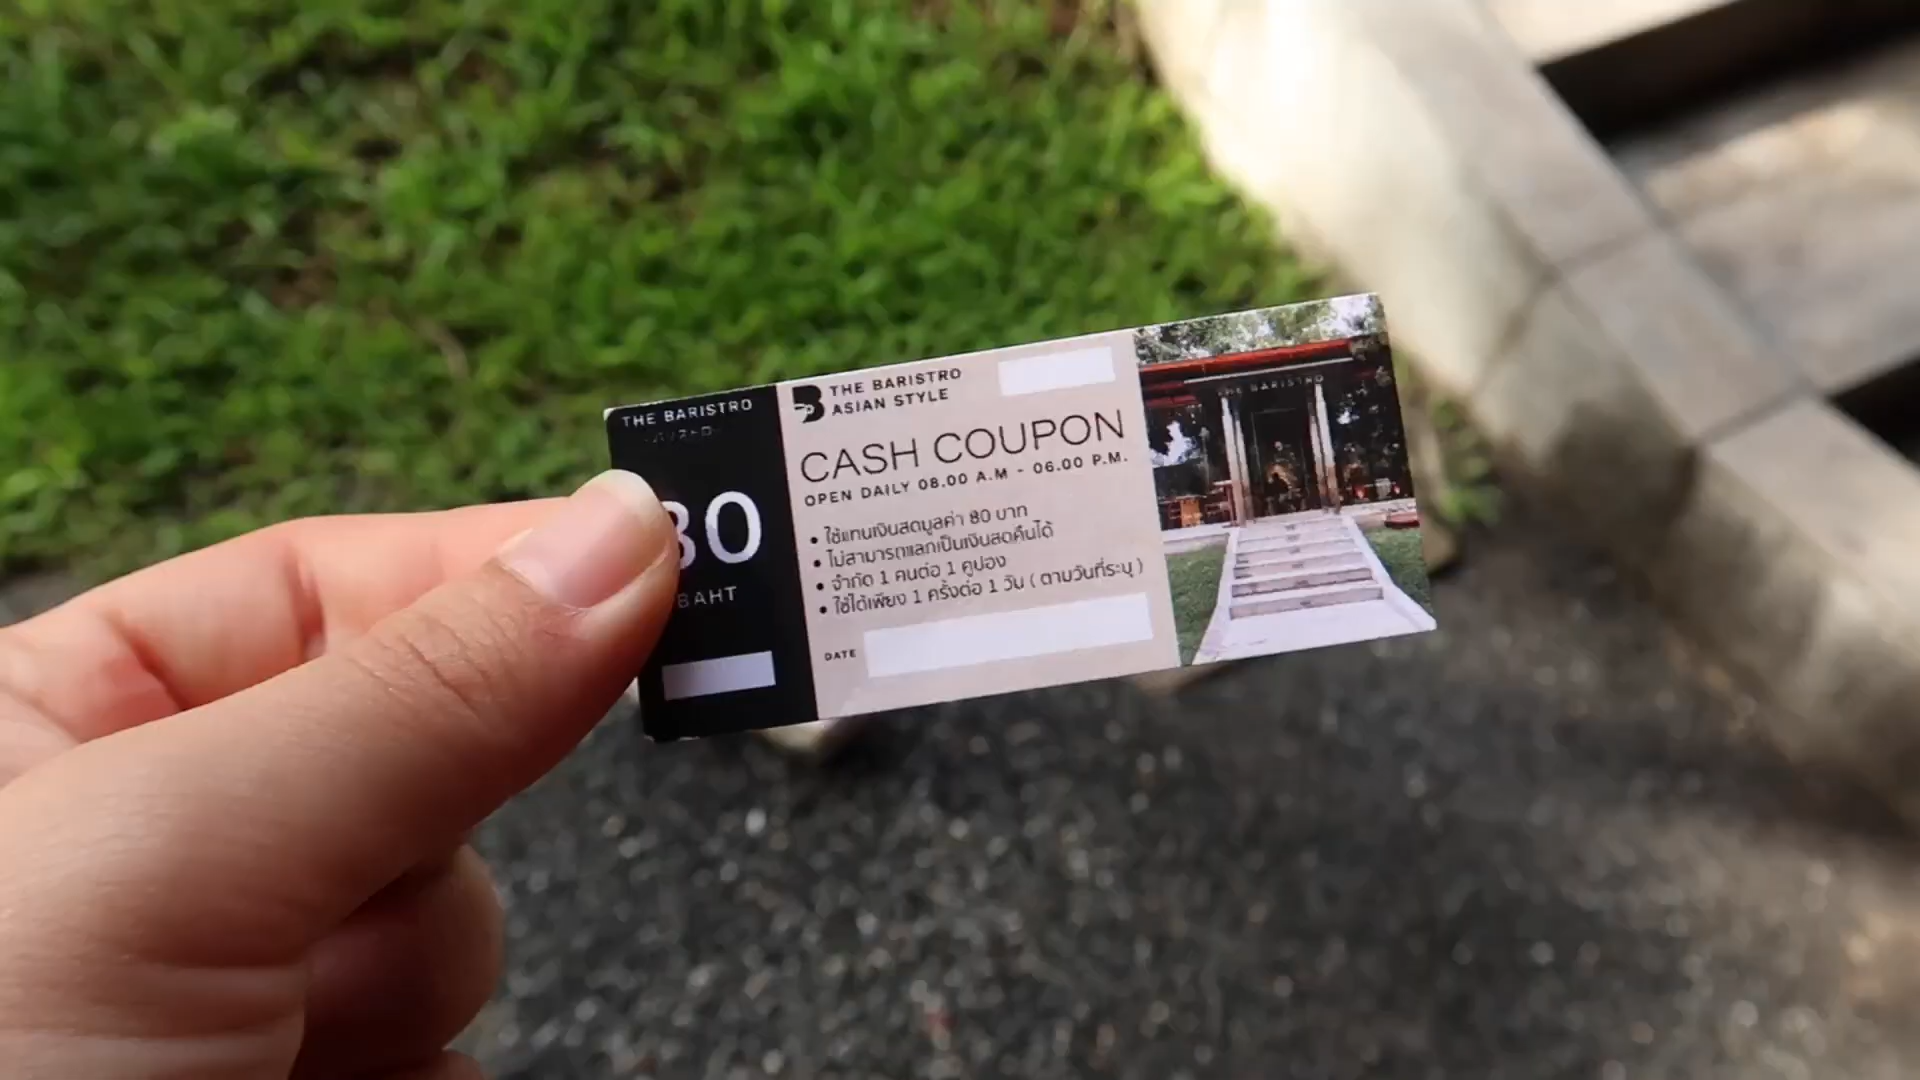 THE BARISTRO
80
BAHT
THE BARISTRO
ASIAN STYLE
CASH COUPON
OPEN DAILY 08.00 A.M - 06.00 P.M.
• ใช้แทนเงินสดมูลค่า 80 บาท
• ไม่สามารถแลกเป็นเงินสดคืนได้
• จำกัด 1 คนต่อ 1 คูปอง
• ใช้ได้เพียง 1 ครั้งต่อ 1 วัน ( ตามวันที่ระบุ )
DATE
THE BARISTRO